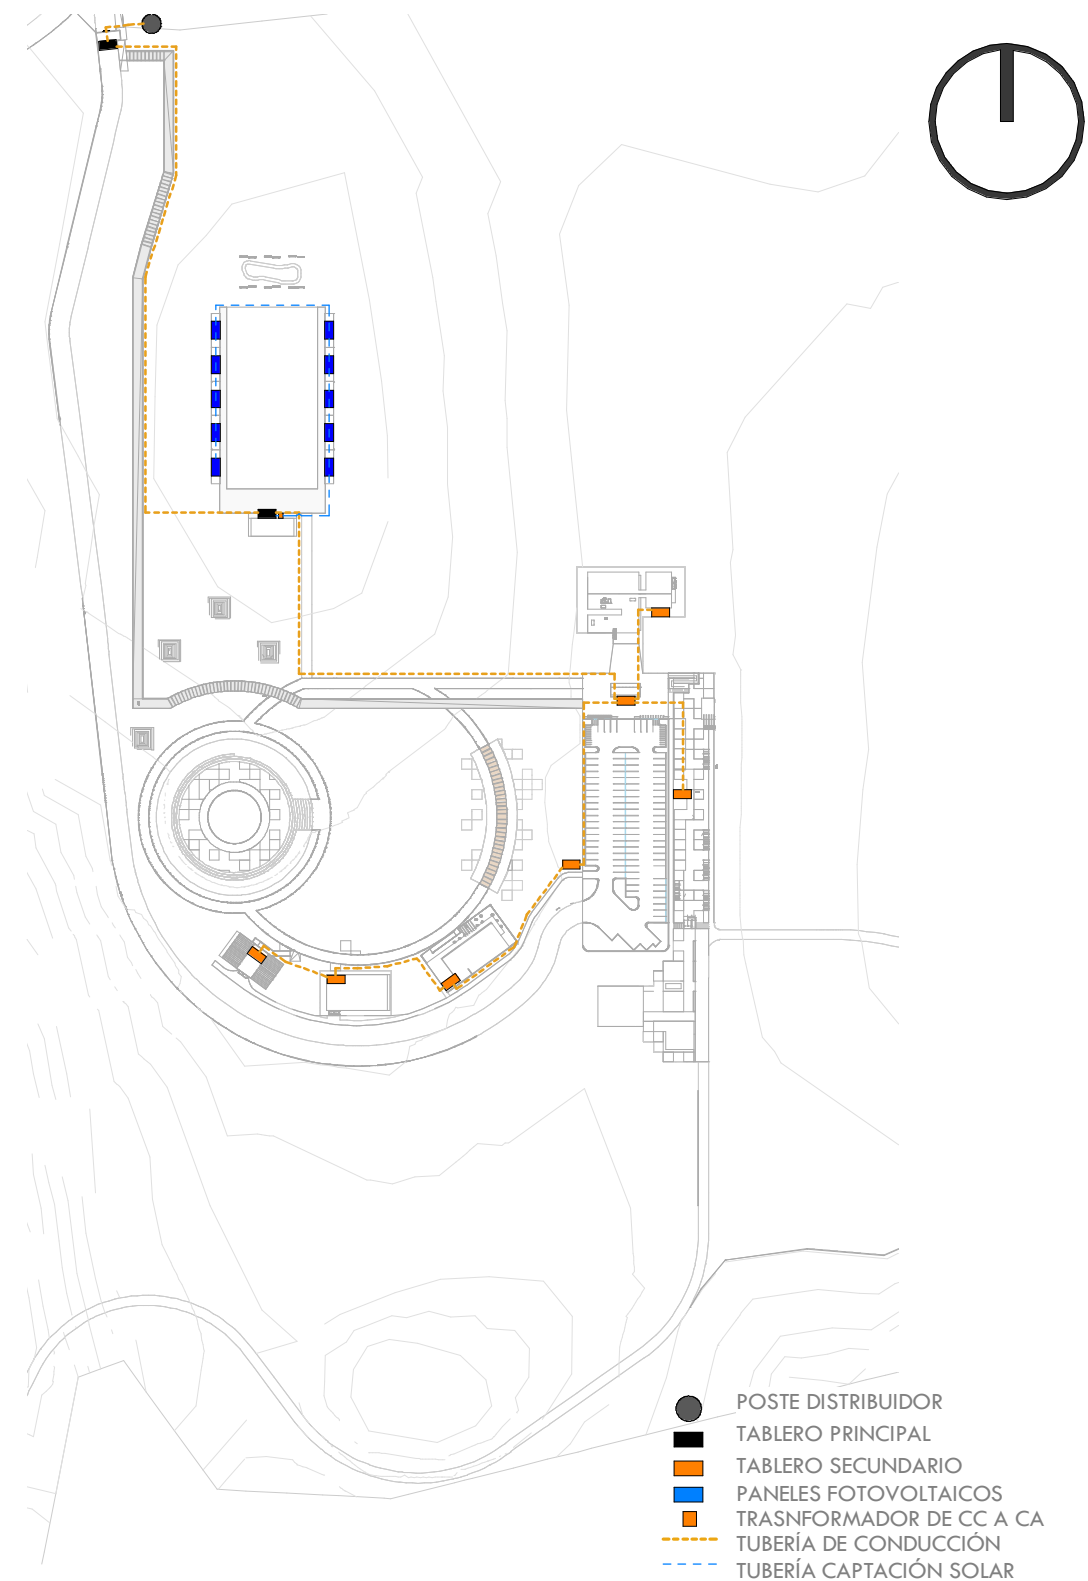 POSTE DISTRIBUIDOR
TABLERO PRINCIPAL
TABLERO SECUNDARIO
PANELES FOTOVOLTAICOS
TRASNFORMADOR DE CC A CA
TUBERÍA DE CONDUCCIÓN
TUBERÍA CAPTACIÓN SOLAR